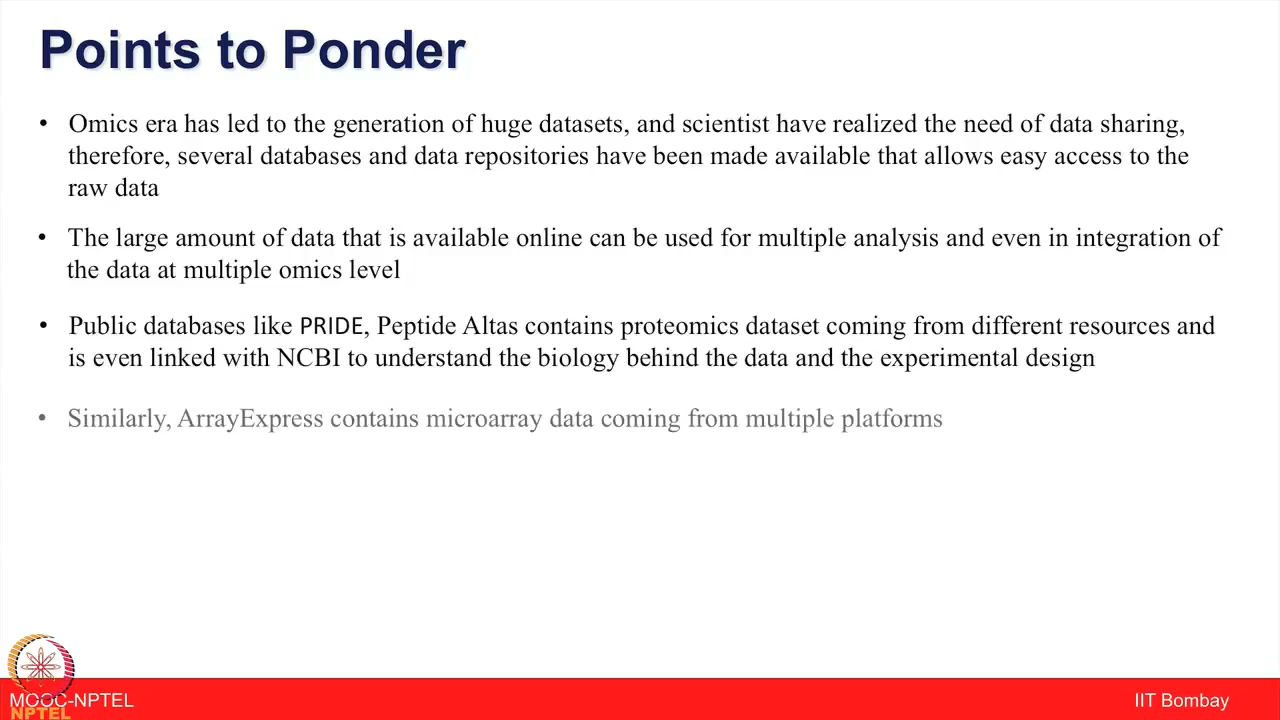 Points to Ponder
• Omics era has led to the generation of huge datasets, and scientist have realized the need of data sharing,
therefore, several databases and data repositories have been made available that allows easy access to the
raw data
• The large amount of data that is available online can be used for multiple analysis and even in integration of
the data at multiple omics level
• Public databases like PRIDE, Peptide Altas contains proteomics dataset coming from different resources and
is even linked with NCBI to understand the biology behind the data and the experimental design
• Similarly, ArrayExpress contains microarray data coming from multiple platforms
MOOC-NPTEL
NPTEL
IIT Bombay